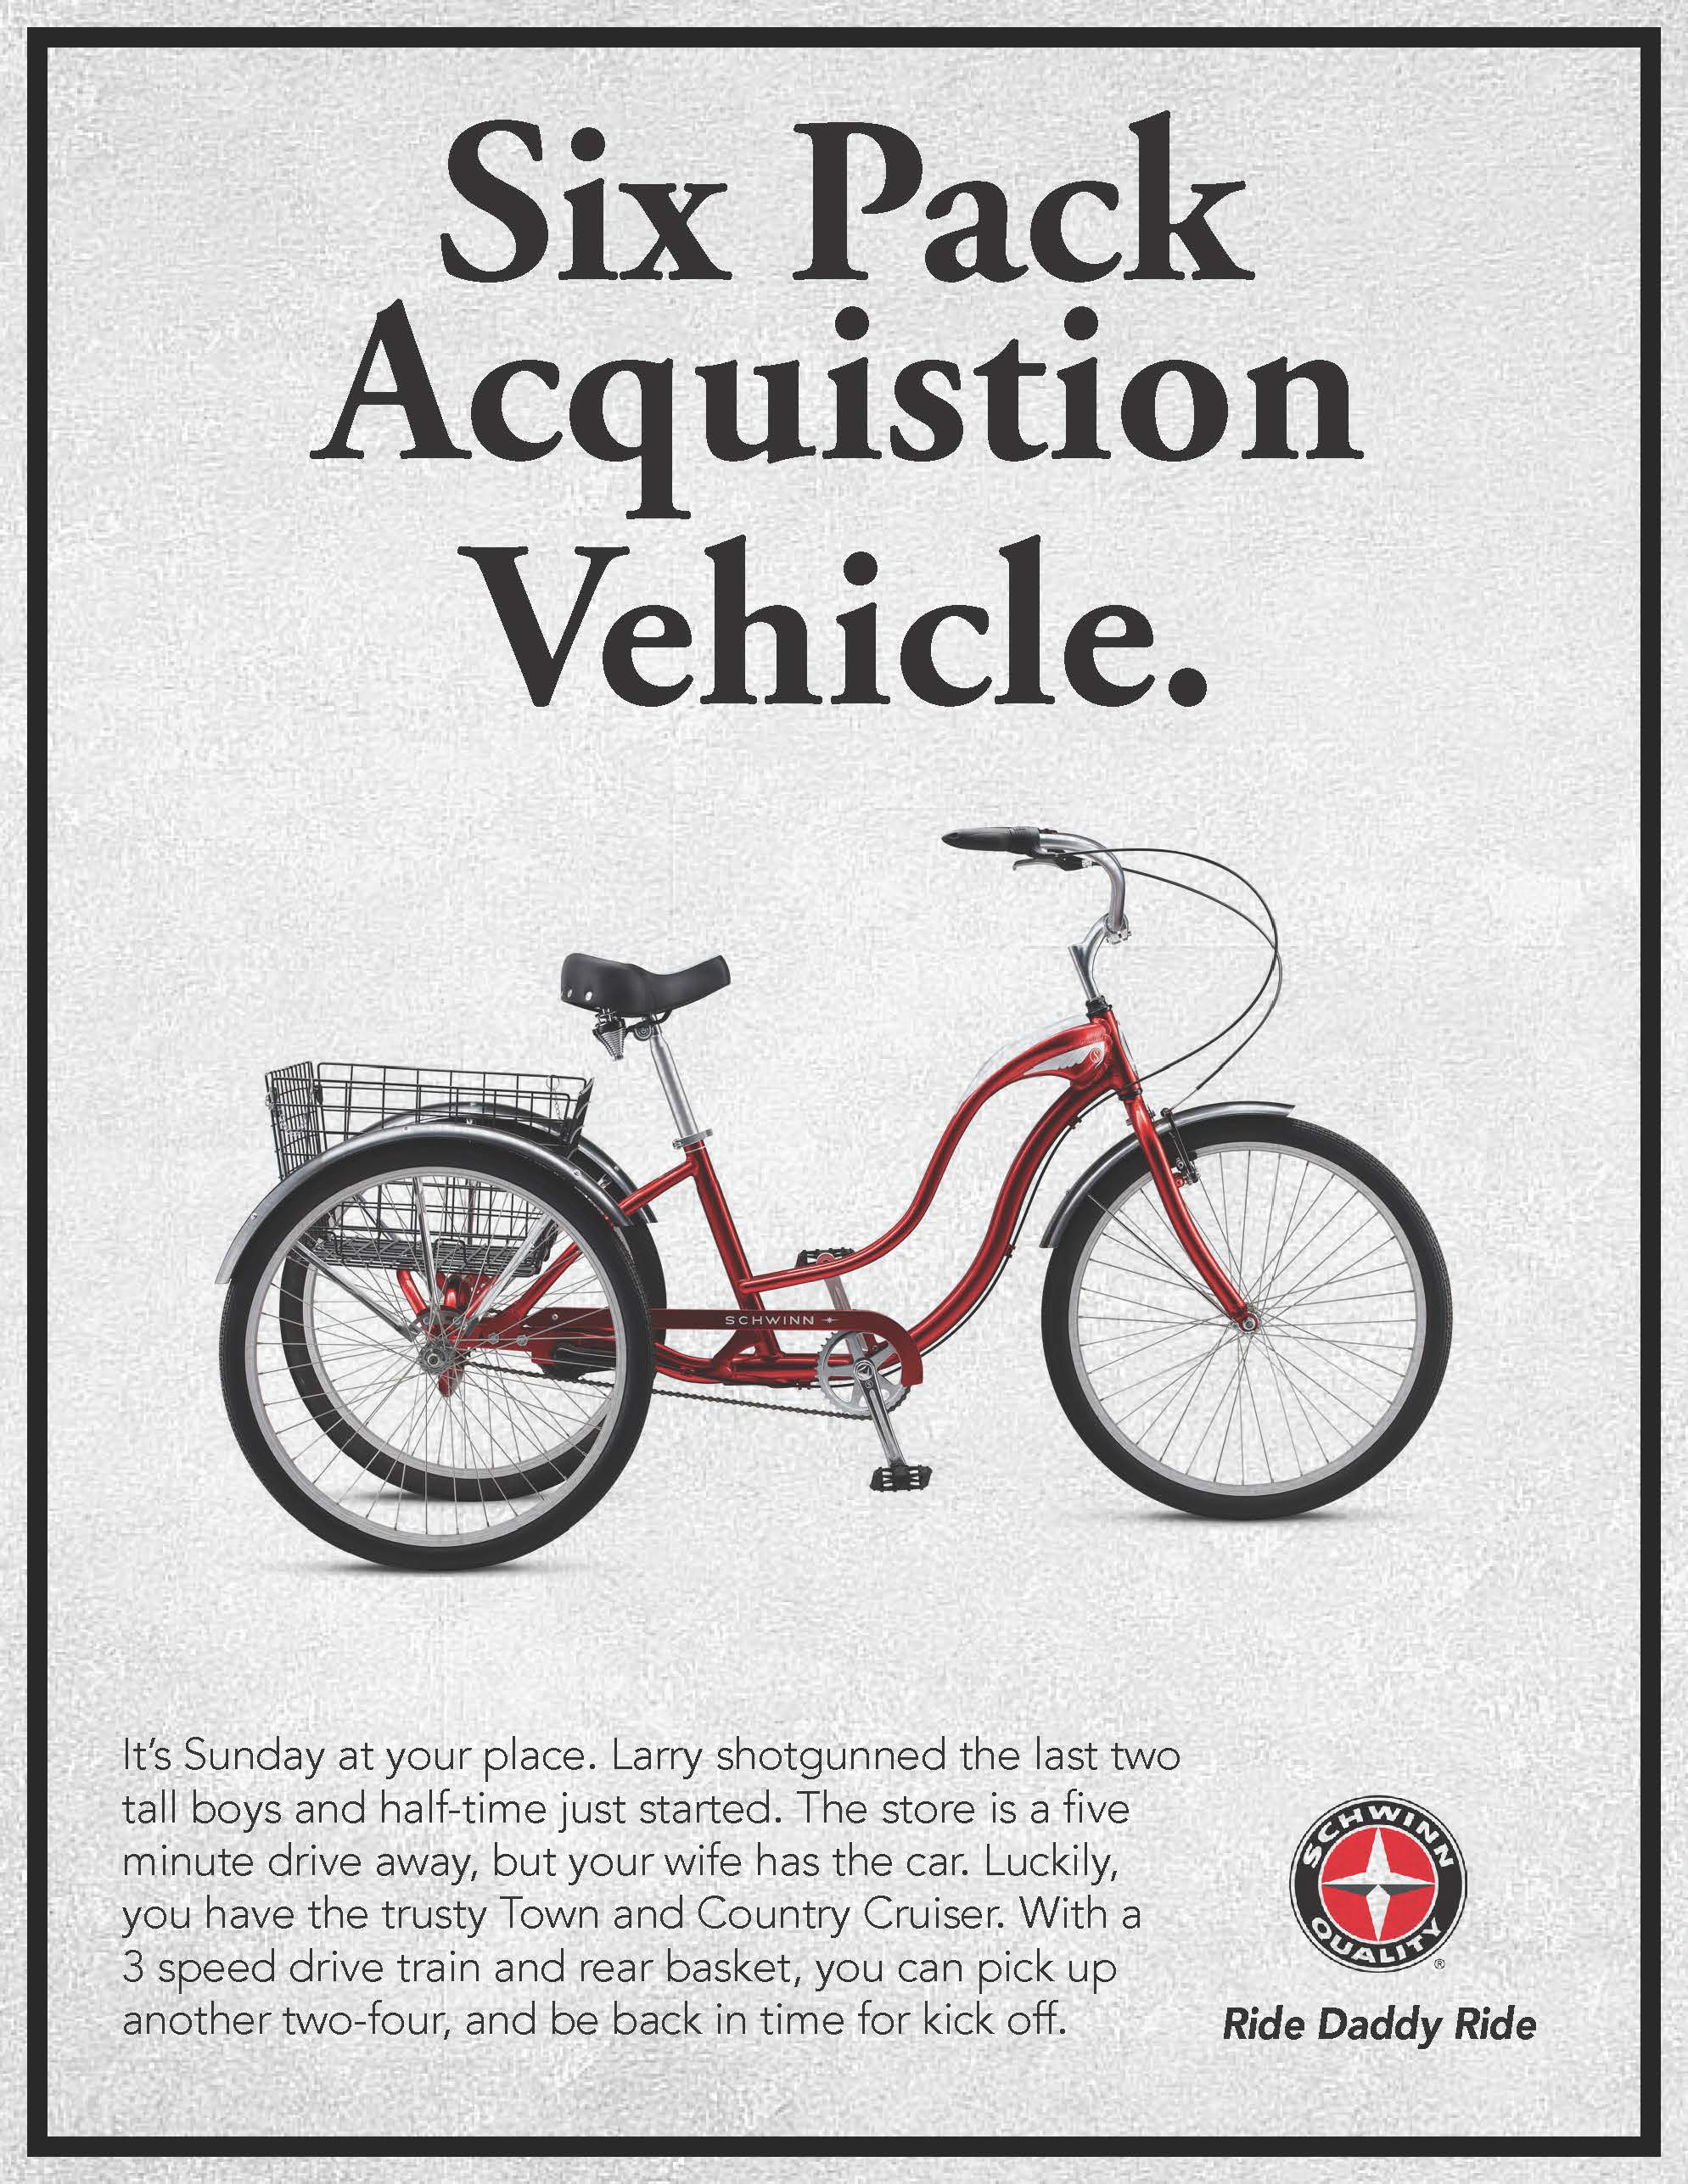 Six Pack
Acquistion
Vehicle.
SCHWINN
It's Sunday at your place. Larry shotgunned the last two
tall boys and half-time just started. The store is a five
minute drive away, but your wife has the car. Luckily,
you have the trusty Town and Country Cruiser. With a
3 speed drive train and rear basket, you can pick up
another two-four, and be back in time for kick off.
SCHWINN
QUALITY
®
Ride Daddy Ride